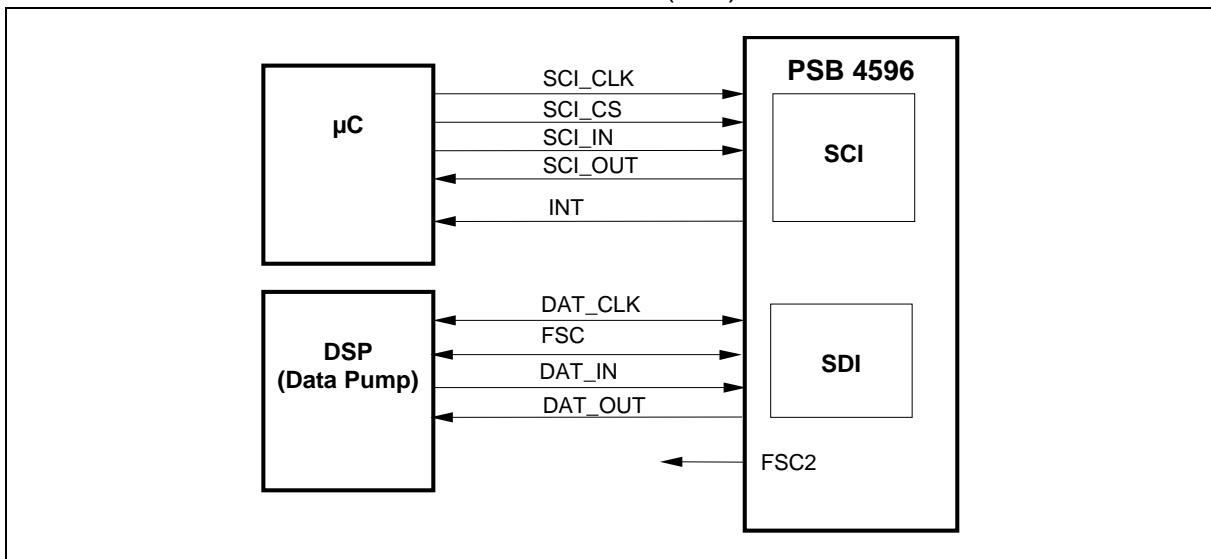 PSB 4596
µC
SCI_CLK
SCI_CS
SCI_IN
SCI_OUT
INT
SCI
DSP
(Data Pump)
DAT_CLK
FSC
DAT_IN
DAT_OUT
SDI
FSC2